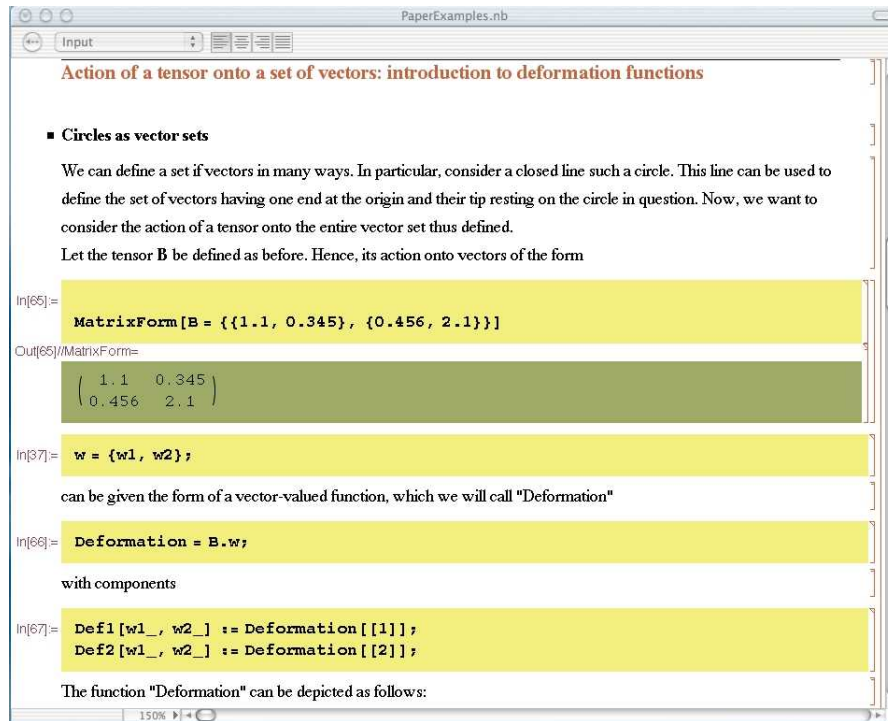 PaperExamples.nb
Input
Action of a tensor onto a set of vectors: introduction to deformation functions
■ Circles as vector sets
We can define a set if vectors in many ways. In particular, consider a closed line such a circle. This line can be used to
define the set of vectors having one end at the origin and their tip resting on the circle in question. Now, we want to
consider the action of a tensor onto the entire vector set thus defined.
Let the tensor B be defined as before. Hence, its action onto vectors of the form
In[65]:=
MatrixForm[B = {{1.1, 0.345}, {0.456, 2.1}}]
Out[65]//MatrixForm=
( 1.1 0.345
0.456 2.1 )
In[37]:= w = {w1, w2};
can be given the form of a vector-valued function, which we will call "Deformation"
In[66]:= Deformation = B.w;
with components
In[67]:= Def1[w1_, w2_] := Deformation[[1]];
Def2[w1_, w2_] := Deformation[[2]];
The function "Deformation" can be depicted as follows:
150%